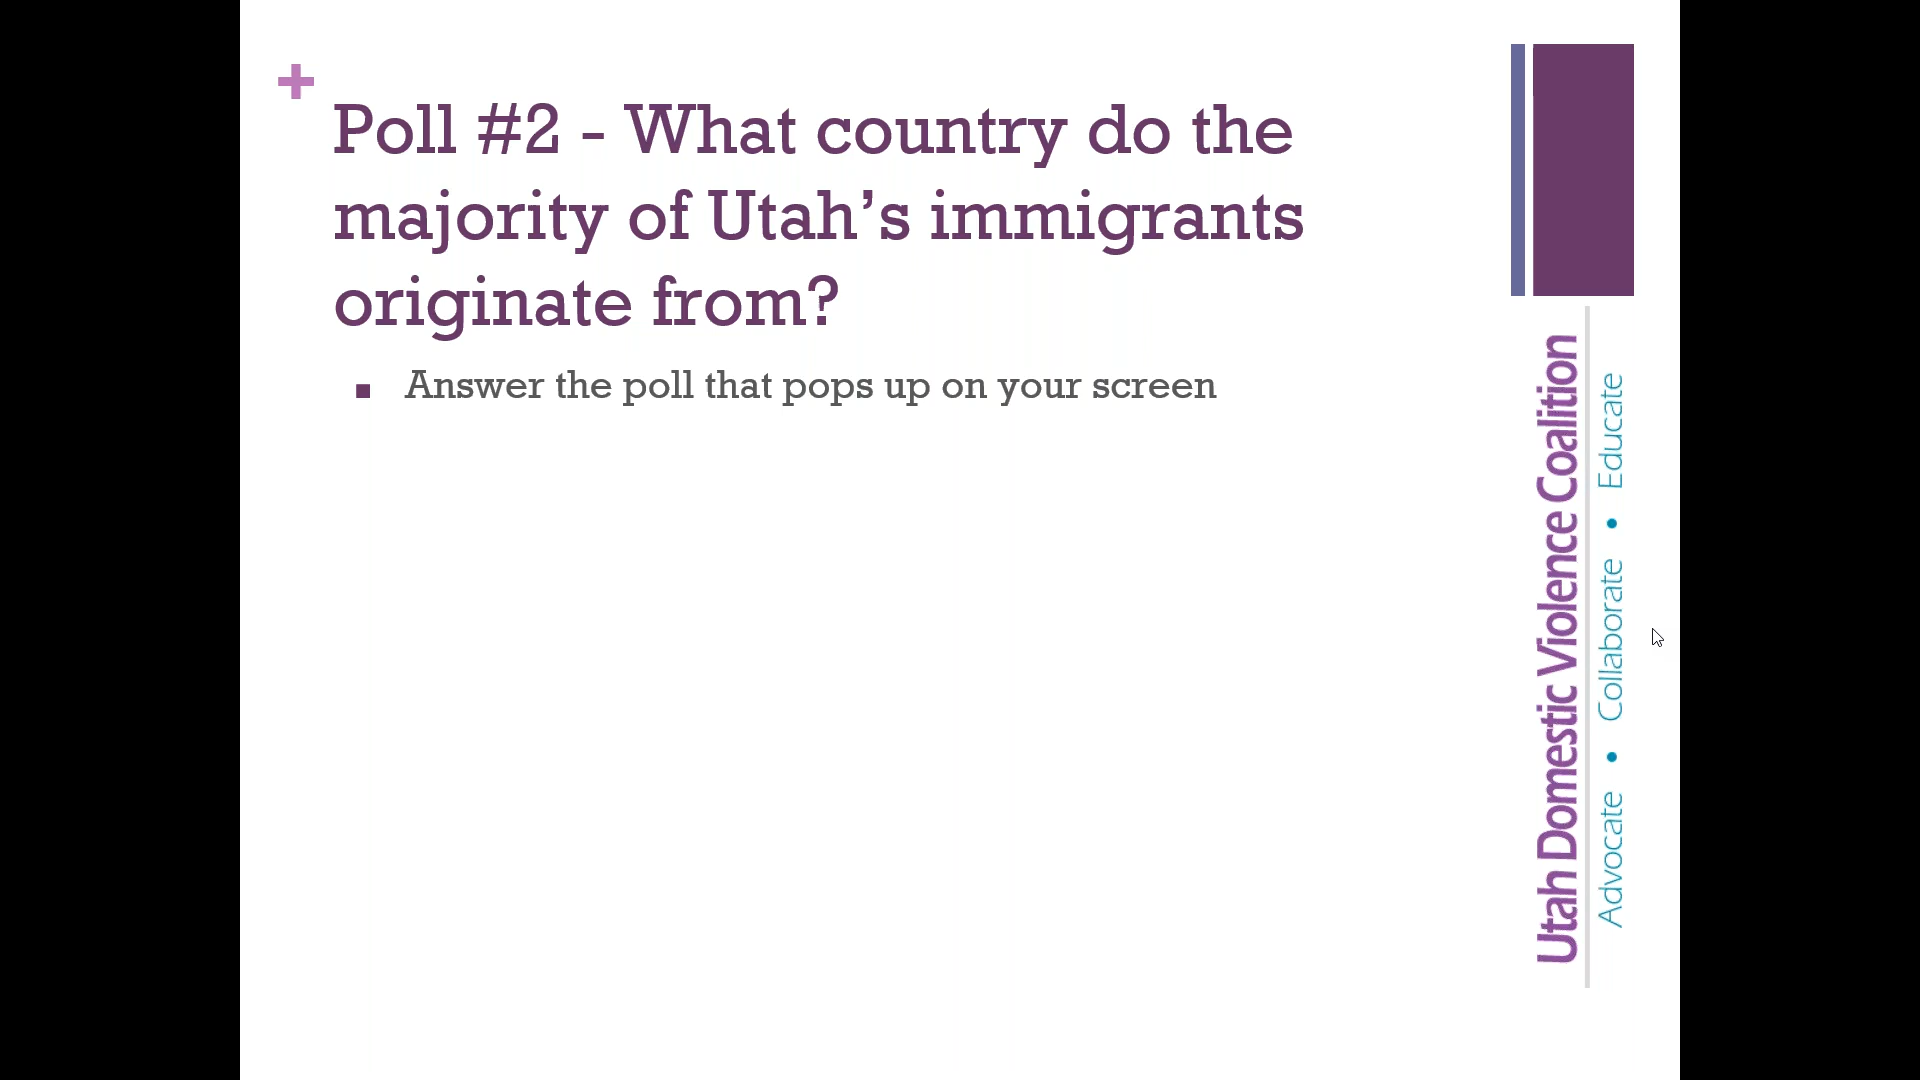 +
Poll #2 - What country do the
majority of Utah’s immigrants
originate from?
■ Answer the poll that pops up on your screen
Utah Domestic Violence Coalition
Advocate • Collaborate • Educate